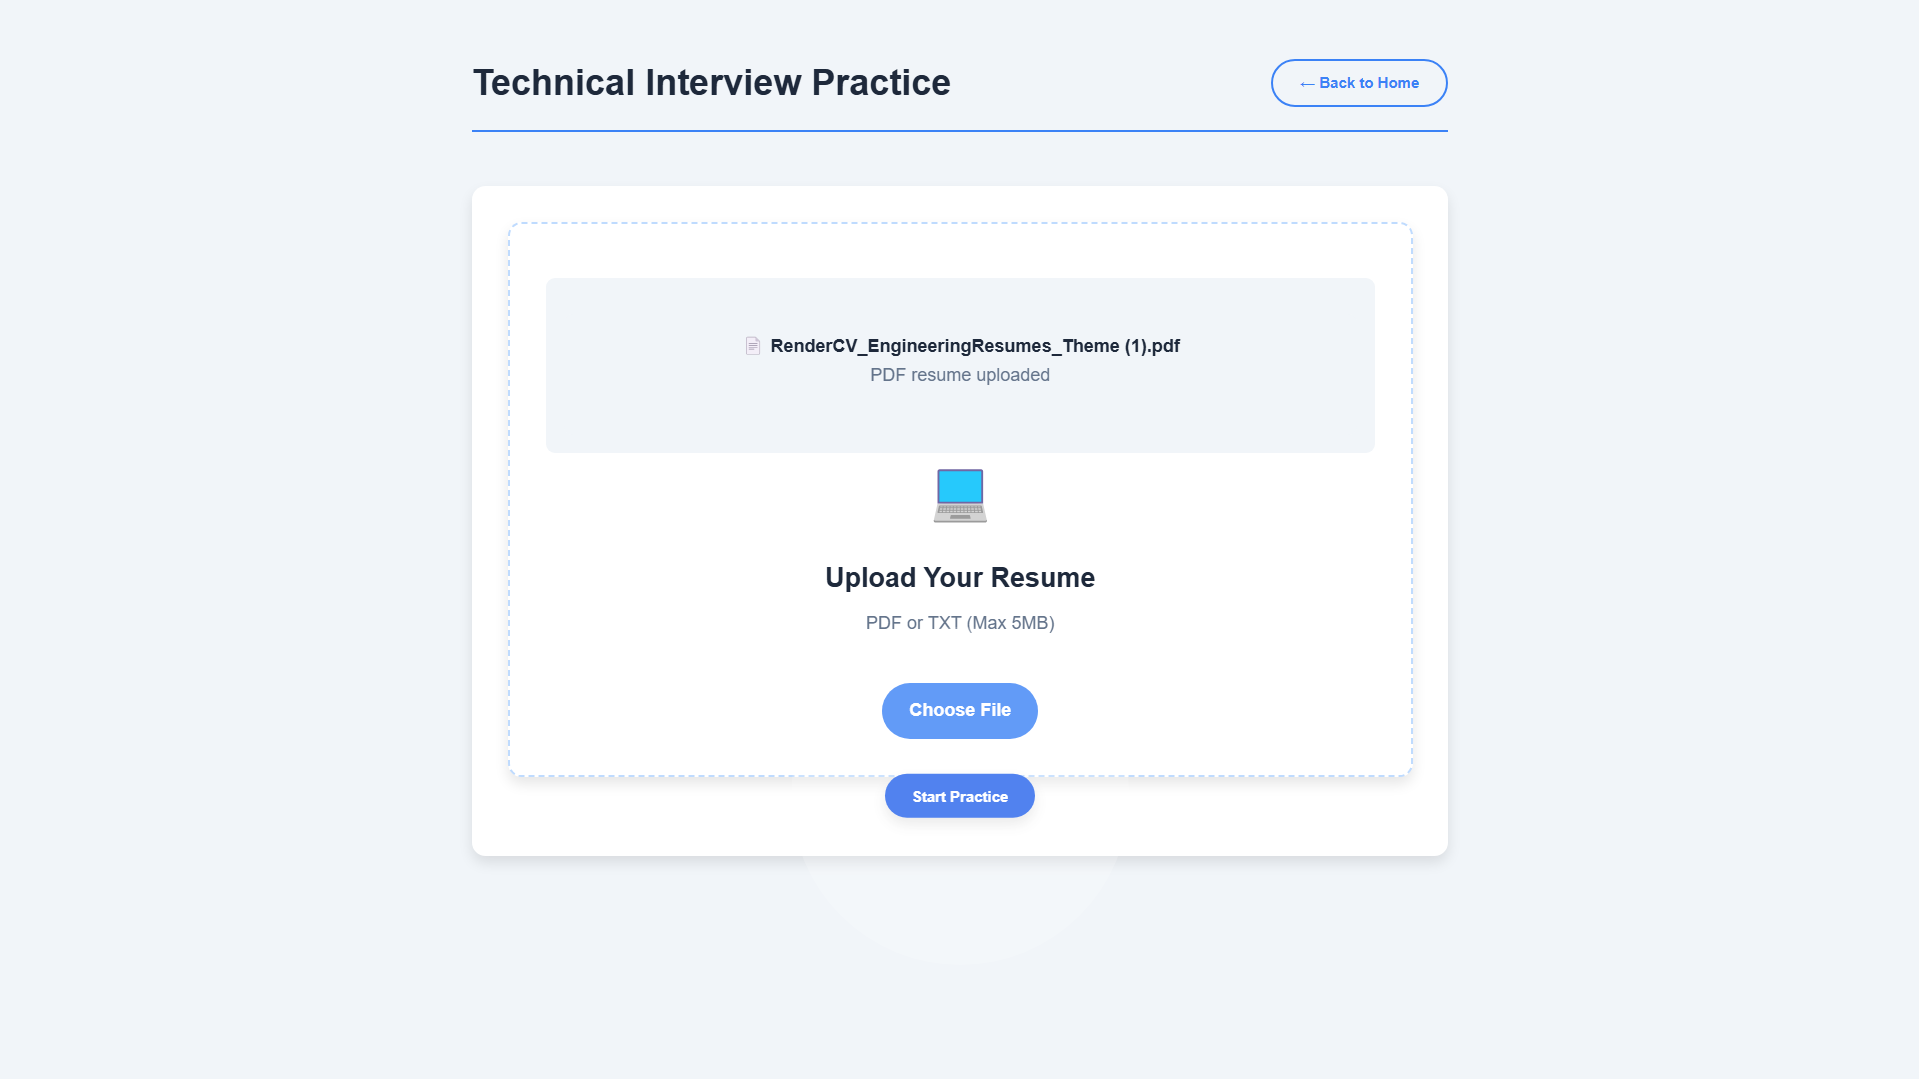 Technical Interview Practice
← Back to Home
RenderCV_EngineeringResumes_Theme (1).pdf
PDF resume uploaded
Upload Your Resume
PDF or TXT (Max 5MB)
Choose File
Start Practice